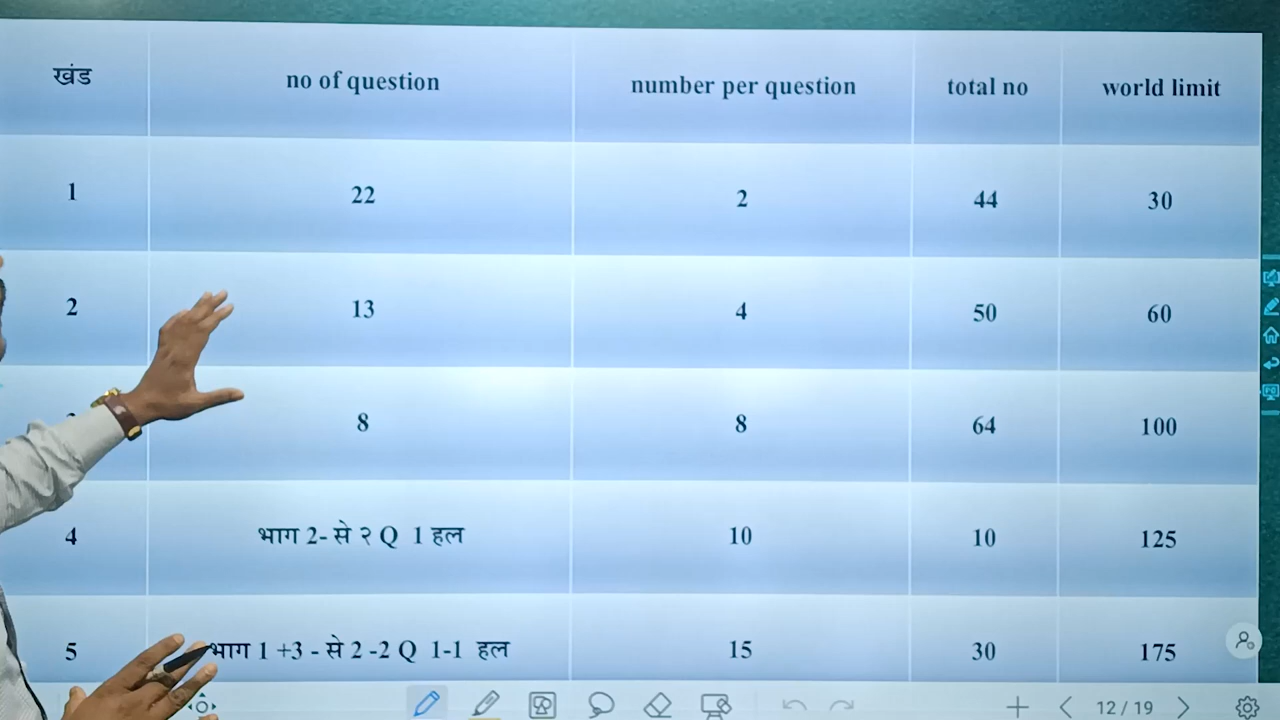 खंड no of question number per question total no world limit
1 22 2 44 30
2 13 4 50 60
8 8 64 100
4 भाग 2- से २ Q 1 हल 10 10 125
5 भाग 1 +3 - से 2 -2 Q 1-1 हल 15 30 175
12 / 19